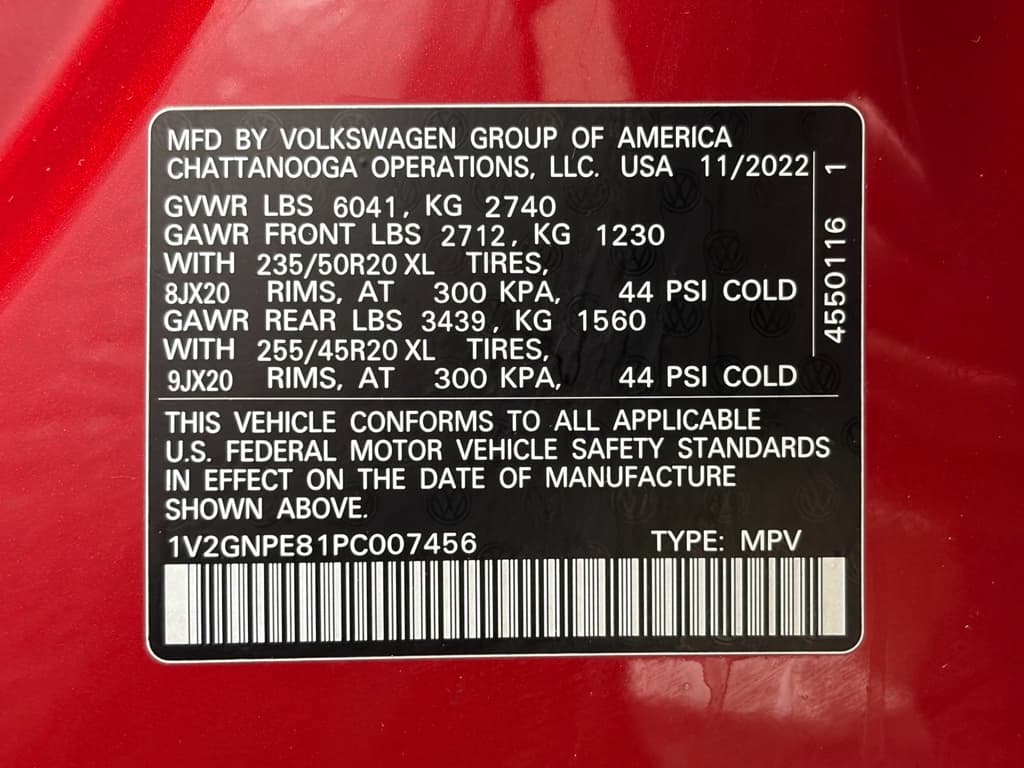 MFD BY VOLKSWAGEN GROUP OF AMERICA
CHATTANOOGA OPERATIONS, LLC. USA 11/2022
GVWR LBS 6041, KG 2740
GAWR FRONT LBS 2712, KG 1230
WITH 235/50R20 XL TIRES,
8JX20 RIMS, AT 300 KPA, 44 PSI COLD
GAWR REAR LBS 3439, KG 1560
WITH 255/45R20 XL TIRES,
9JX20 RIMS, AT 300 KPA, 44 PSI COLD
4550116 1
THIS VEHICLE CONFORMS TO ALL APPLICABLE
U.S. FEDERAL MOTOR VEHICLE SAFETY STANDARDS
IN EFFECT ON THE DATE OF MANUFACTURE
SHOWN ABOVE.
1V2GNPE81PC007456 TYPE: MPV